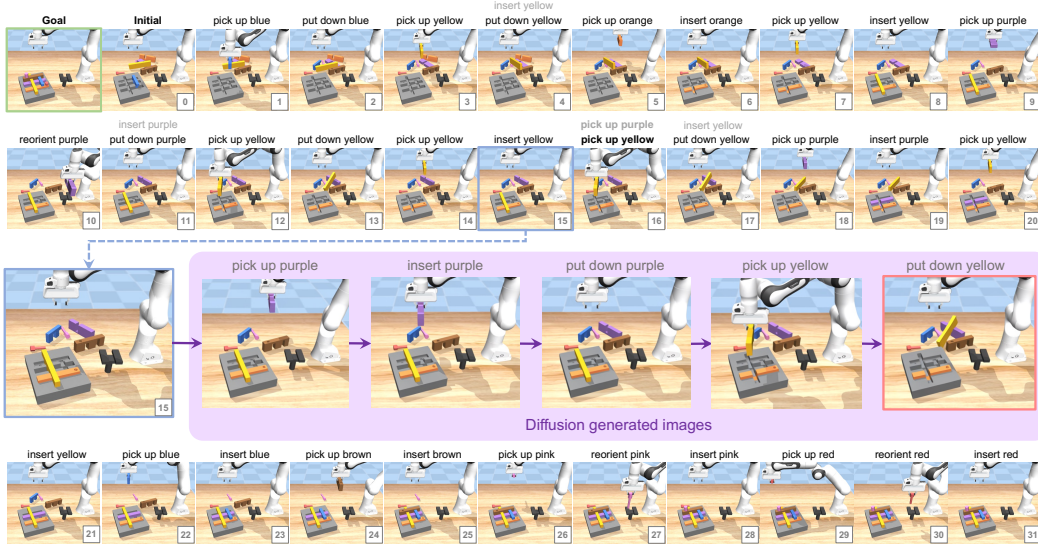 insert yellow
Goal Initial pick up blue put down blue pick up yellow put down yellow pick up orange insert orange pick up yellow insert yellow pick up purple
0 1 2 3 4 5 6 7 8 9
insert purple pick up purple insert yellow
reorient purple put down purple pick up yellow put down yellow pick up yellow insert yellow pick up yellow put down yellow pick up purple insert purple pick up yellow
10 11 12 13 14 15 16 17 18 19 20
pick up purple insert purple put down purple pick up yellow put down yellow
15
Diffusion generated images
insert yellow pick up blue insert blue pick up brown insert brown pick up pink reorient pink insert pink pick up red reorient red insert red
21 22 23 24 25 26 27 28 29 30 31